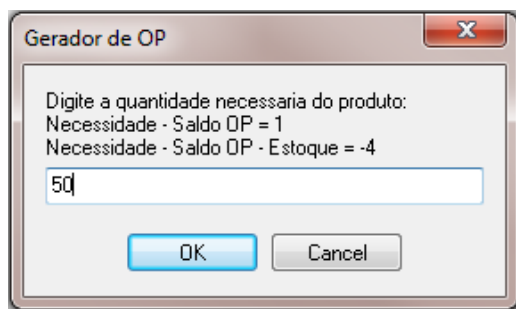 Gerador de OP
Digite a quantidade necessaria do produto:
Necessidade - Saldo OP = 1
Necessidade - Saldo OP - Estoque = -4
50
OK
Cancel